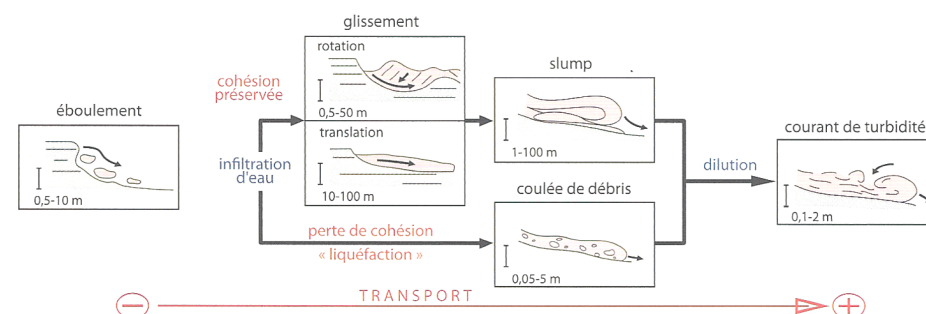 glissement
rotation
0,5-50 m
translation
10-100 m
cohésion
préservée
infiltration
d'eau
éboulement
0,5-10 m
slump
1-100 m
coulée de débris
0,05-5 m
perte de cohésion
« liquéfaction »
dilution
courant de turbidité
0,1-2 m
TRANSPORT
−
+